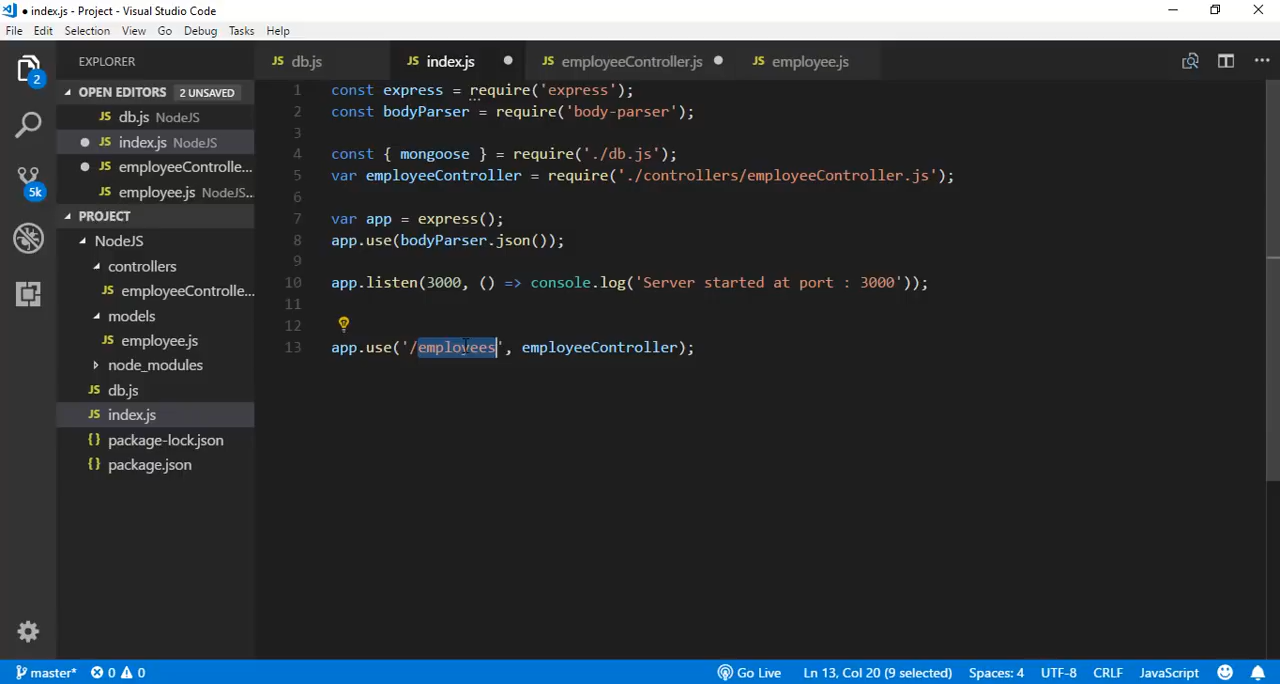 ● index.js - Project - Visual Studio Code
File Edit Selection View Go Debug Tasks Help
EXPLORER
JS db.js
JS index.js ●
JS employeeController.js ●
JS employee.js
2
5k
OPEN EDITORS 2 UNSAVED
JS db.js NodeJS
● JS index.js NodeJS
● JS employeeControlle...
JS employee.js NodeJS...
PROJECT
NodeJS
controllers
JS employeeControlle...
models
JS employee.js
node_modules
JS db.js
JS index.js
{} package-lock.json
{} package.json
1 const express = require('express');
2 const bodyParser = require('body-parser');
3
4 const { mongoose } = require('./db.js');
5 var employeeController = require('./controllers/employeeController.js');
6
7 var app = express();
8 app.use(bodyParser.json());
9
10 app.listen(3000, () => console.log('Server started at port : 3000'));
11
12
13 app.use('/employees', employeeController);
master* 0 0 Go Live Ln 13, Col 20 (9 selected) Spaces: 4 UTF-8 CRLF JavaScript